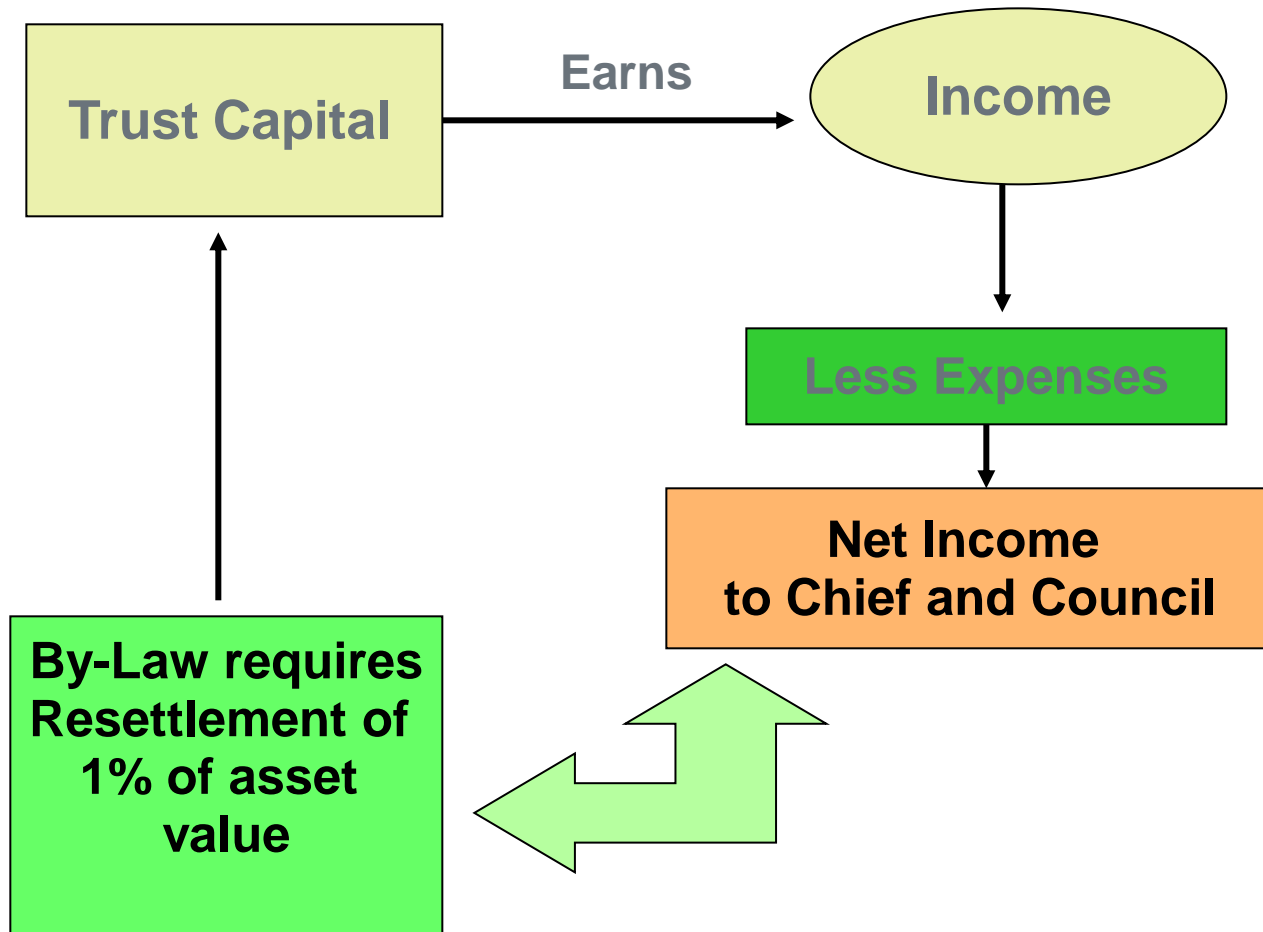 Trust Capital
Earns
Income
Less Expenses
Net Income
to Chief and Council
By-Law requires
Resettlement of
1% of asset
value